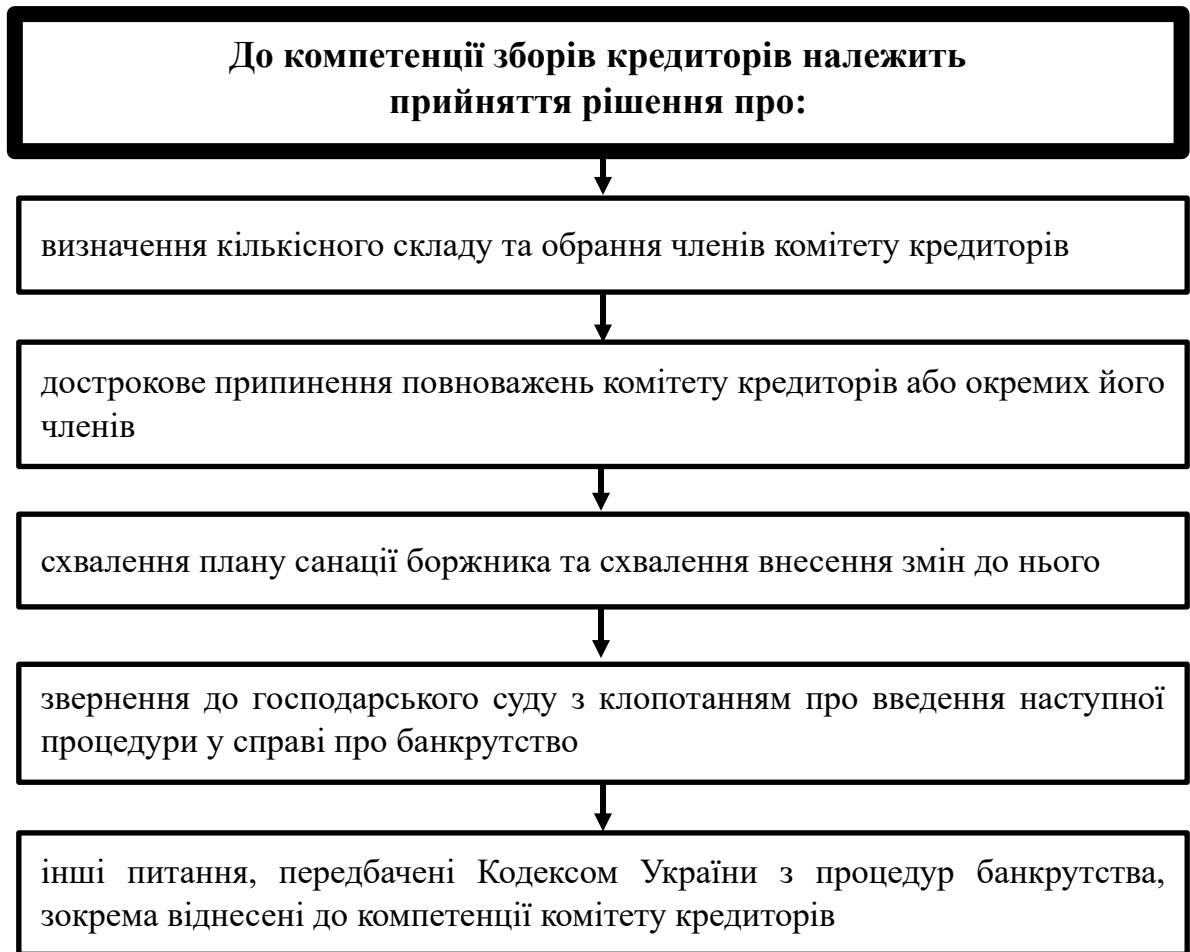 До компетенції зборів кредиторів належить
прийняття рішення про:
визначення кількісного складу та обрання членів комітету кредиторів
дострокове припинення повноважень комітету кредиторів або окремих його
членів
схвалення плану санації боржника та схвалення внесення змін до нього
звернення до господарського суду з клопотанням про введення наступної
процедури у справі про банкрутство
інші питання, передбачені Кодексом України з процедур банкрутства,
зокрема віднесені до компетенції комітету кредиторів